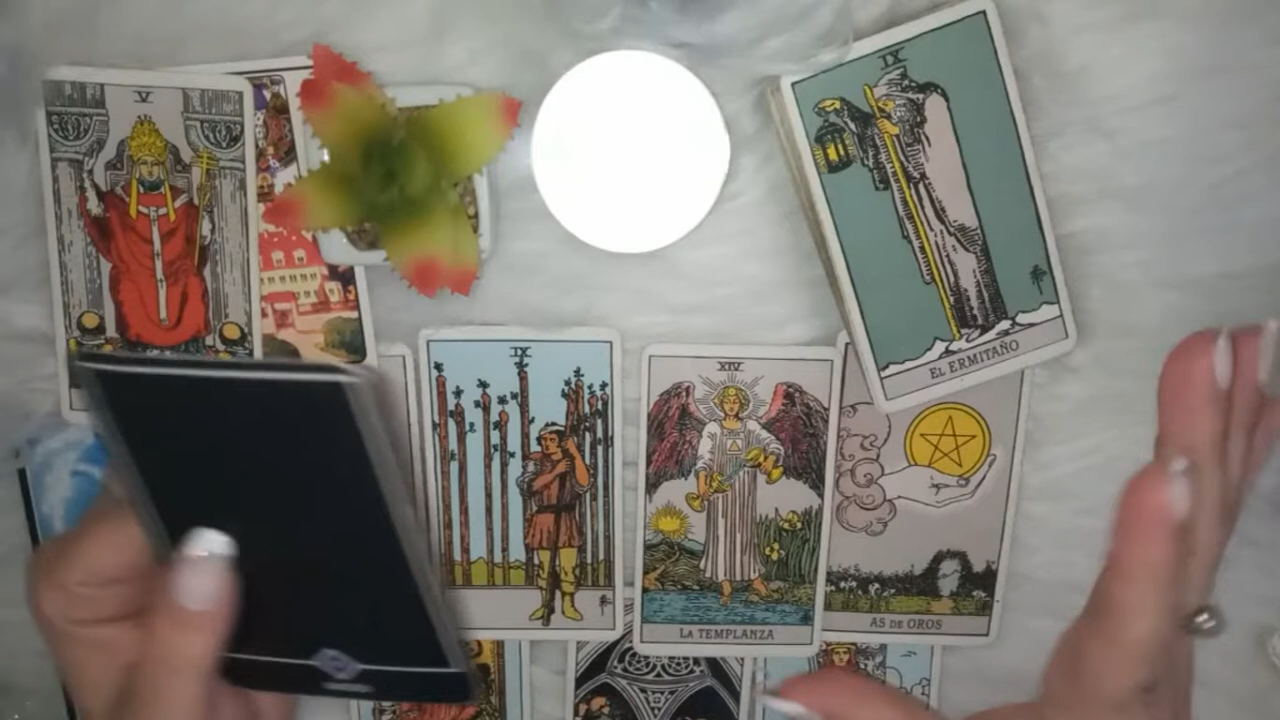 V
IX
EL ERMITAÑO
IX
XIV
LA TEMPLANZA
AS DE OROS